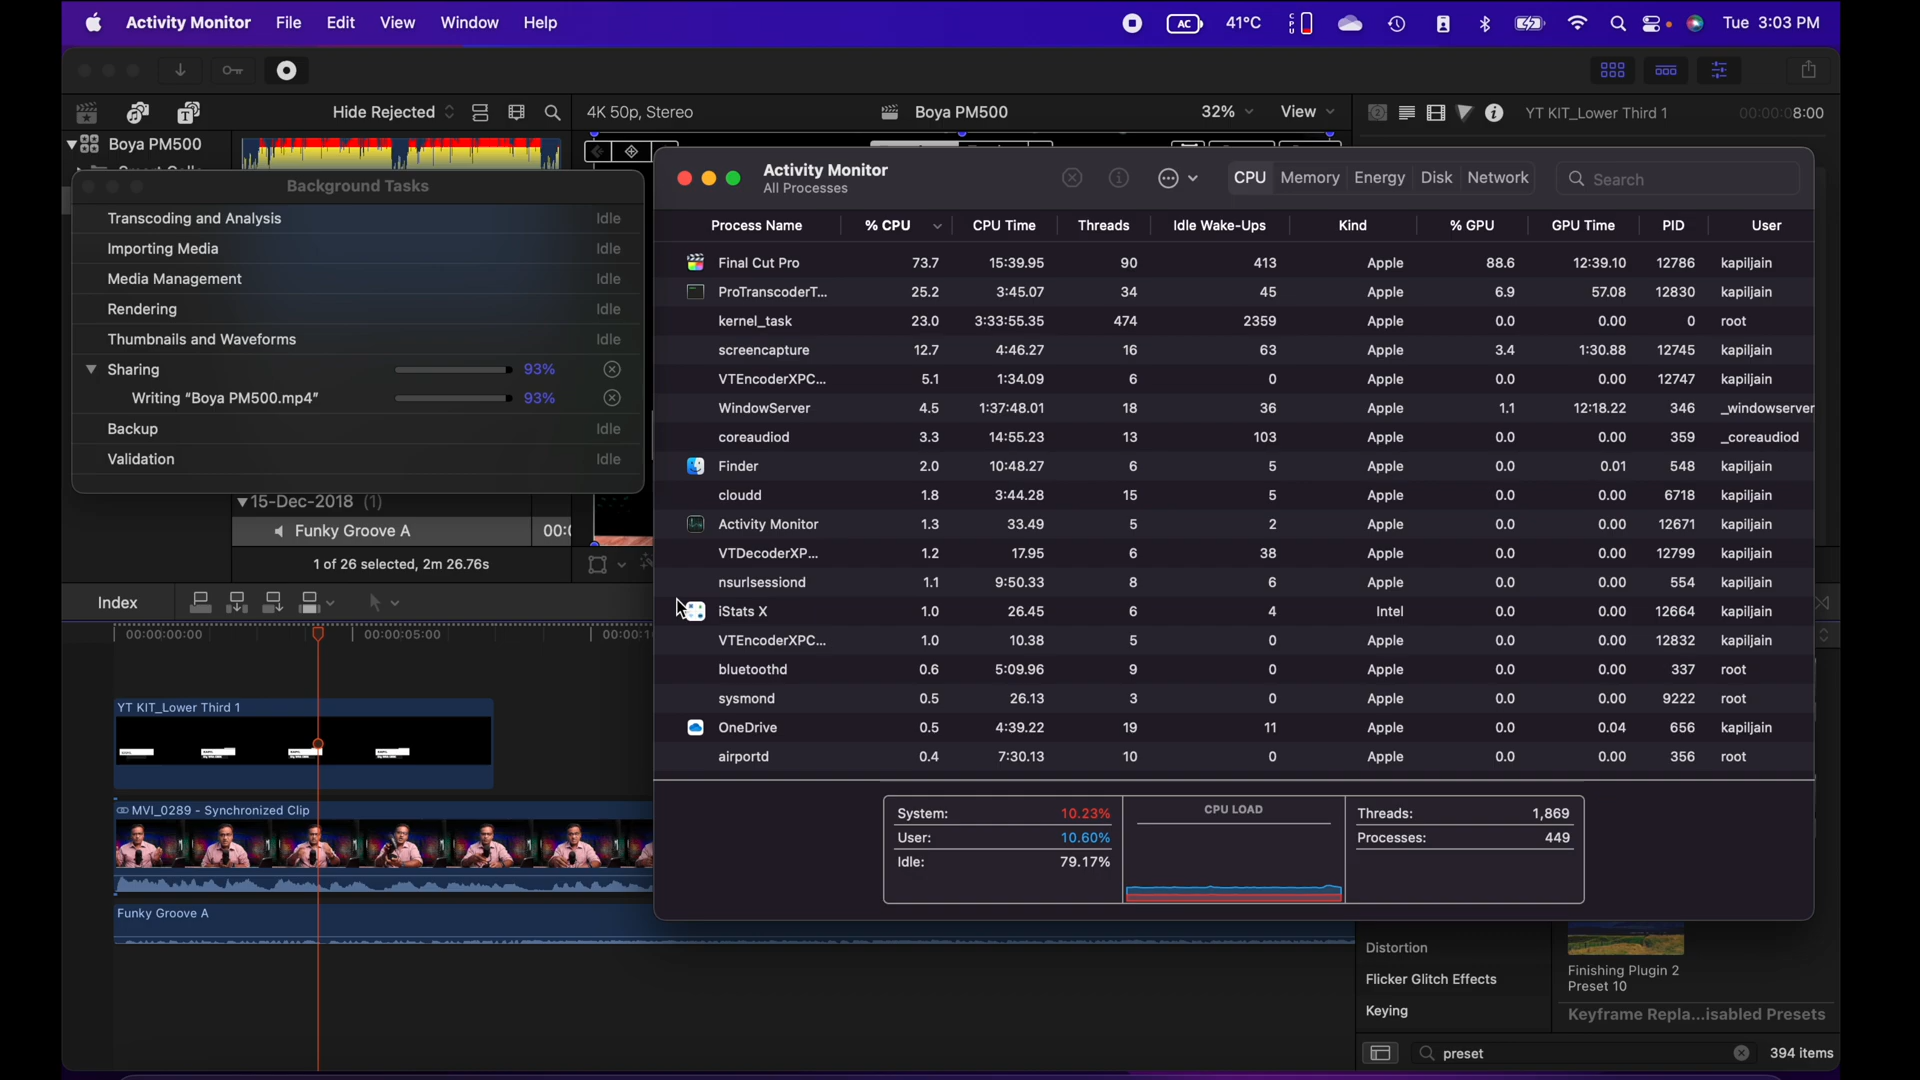 Activity Monitor File Edit View Window Help AC 41°C CPU Tue 3:03 PM
Hide Rejected 4K 50p, Stereo Boya PM500 32% View YT KIT_Lower Third 1 00:00:08:00
Boya PM500
Background Tasks
Transcoding and Analysis Idle
Importing Media Idle
Media Management Idle
Rendering Idle
Thumbnails and Waveforms Idle
Sharing 93%
Writing “Boya PM500.mp4” 93%
Backup Idle
Validation Idle
15-Dec-2018 (1)
Funky Groove A 00:
1 of 26 selected, 2m 26.76s
Activity Monitor
All Processes
CPU Memory Energy Disk Network Search
Process Name % CPU CPU Time Threads Idle Wake-Ups Kind % GPU GPU Time PID User
Final Cut Pro 73.7 15:39.95 90 413 Apple 88.6 12:39.10 12786 kapiljain
ProTranscoderT... 25.2 3:45.07 34 45 Apple 6.9 57.08 12830 kapiljain
kernel_task 23.0 3:33:55.35 474 2359 Apple 0.0 0.00 0 root
screencapture 12.7 4:46.27 16 63 Apple 3.4 1:30.88 12745 kapiljain
VTEncoderXPC... 5.1 1:34.09 6 0 Apple 0.0 0.00 12747 kapiljain
WindowServer 4.5 1:37:48.01 18 36 Apple 1.1 12:18.22 346 _windowserver
coreaudiod 3.3 14:55.23 13 103 Apple 0.0 0.00 359 _coreaudiod
Finder 2.0 10:48.27 6 5 Apple 0.0 0.01 548 kapiljain
cloudd 1.8 3:44.28 15 5 Apple 0.0 0.00 6718 kapiljain
Activity Monitor 1.3 33.49 5 2 Apple 0.0 0.00 12671 kapiljain
VTDecoderXP... 1.2 17.95 6 38 Apple 0.0 0.00 12799 kapiljain
nsurlsessiond 1.1 9:50.33 8 6 Apple 0.0 0.00 554 kapiljain
iStats X 1.0 26.45 6 4 Intel 0.0 0.00 12664 kapiljain
VTEncoderXPC... 1.0 10.38 5 0 Apple 0.0 0.00 12832 kapiljain
bluetoothd 0.6 5:09.96 9 0 Apple 0.0 0.00 337 root
sysmond 0.5 26.13 3 0 Apple 0.0 0.00 9222 root
OneDrive 0.5 4:39.22 19 11 Apple 0.0 0.04 656 kapiljain
airportd 0.4 7:30.13 10 0 Apple 0.0 0.00 356 root
System: 10.23% CPU LOAD Threads: 1,869
User: 10.60% Processes: 449
Idle: 79.17%
Index
00:00:00:00 00:00:05:00 00:00:1
YT KIT_Lower Third 1
MVI_0289 - Synchronized Clip
Funky Groove A
Distortion
Flicker Glitch Effects
Keying
Finishing Plugin 2
Preset 10
Keyframe Repla...isabled Presets
preset 394 items